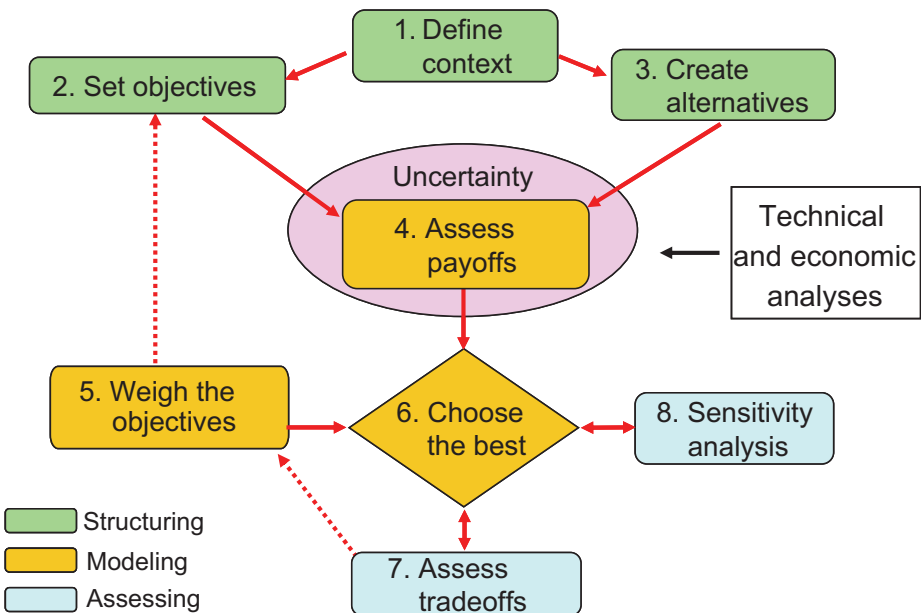 1. Define
context
2. Set objectives
3. Create
alternatives
Uncertainty
4. Assess
payoffs
Technical
and economic
analyses
5. Weigh the
objectives
6. Choose
the best
8. Sensitivity
analysis
7. Assess
tradeoffs
Structuring
Modeling
Assessing